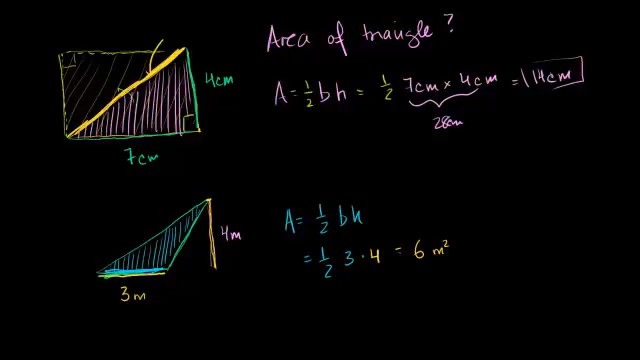 Area of triangle?
4cm
A = 1/2 b h = 1/2 7cm × 4cm = 14cm
28cm
7cm
4m
A = 1/2 bh
= 1/2 3 · 4 = 6 m²
3m